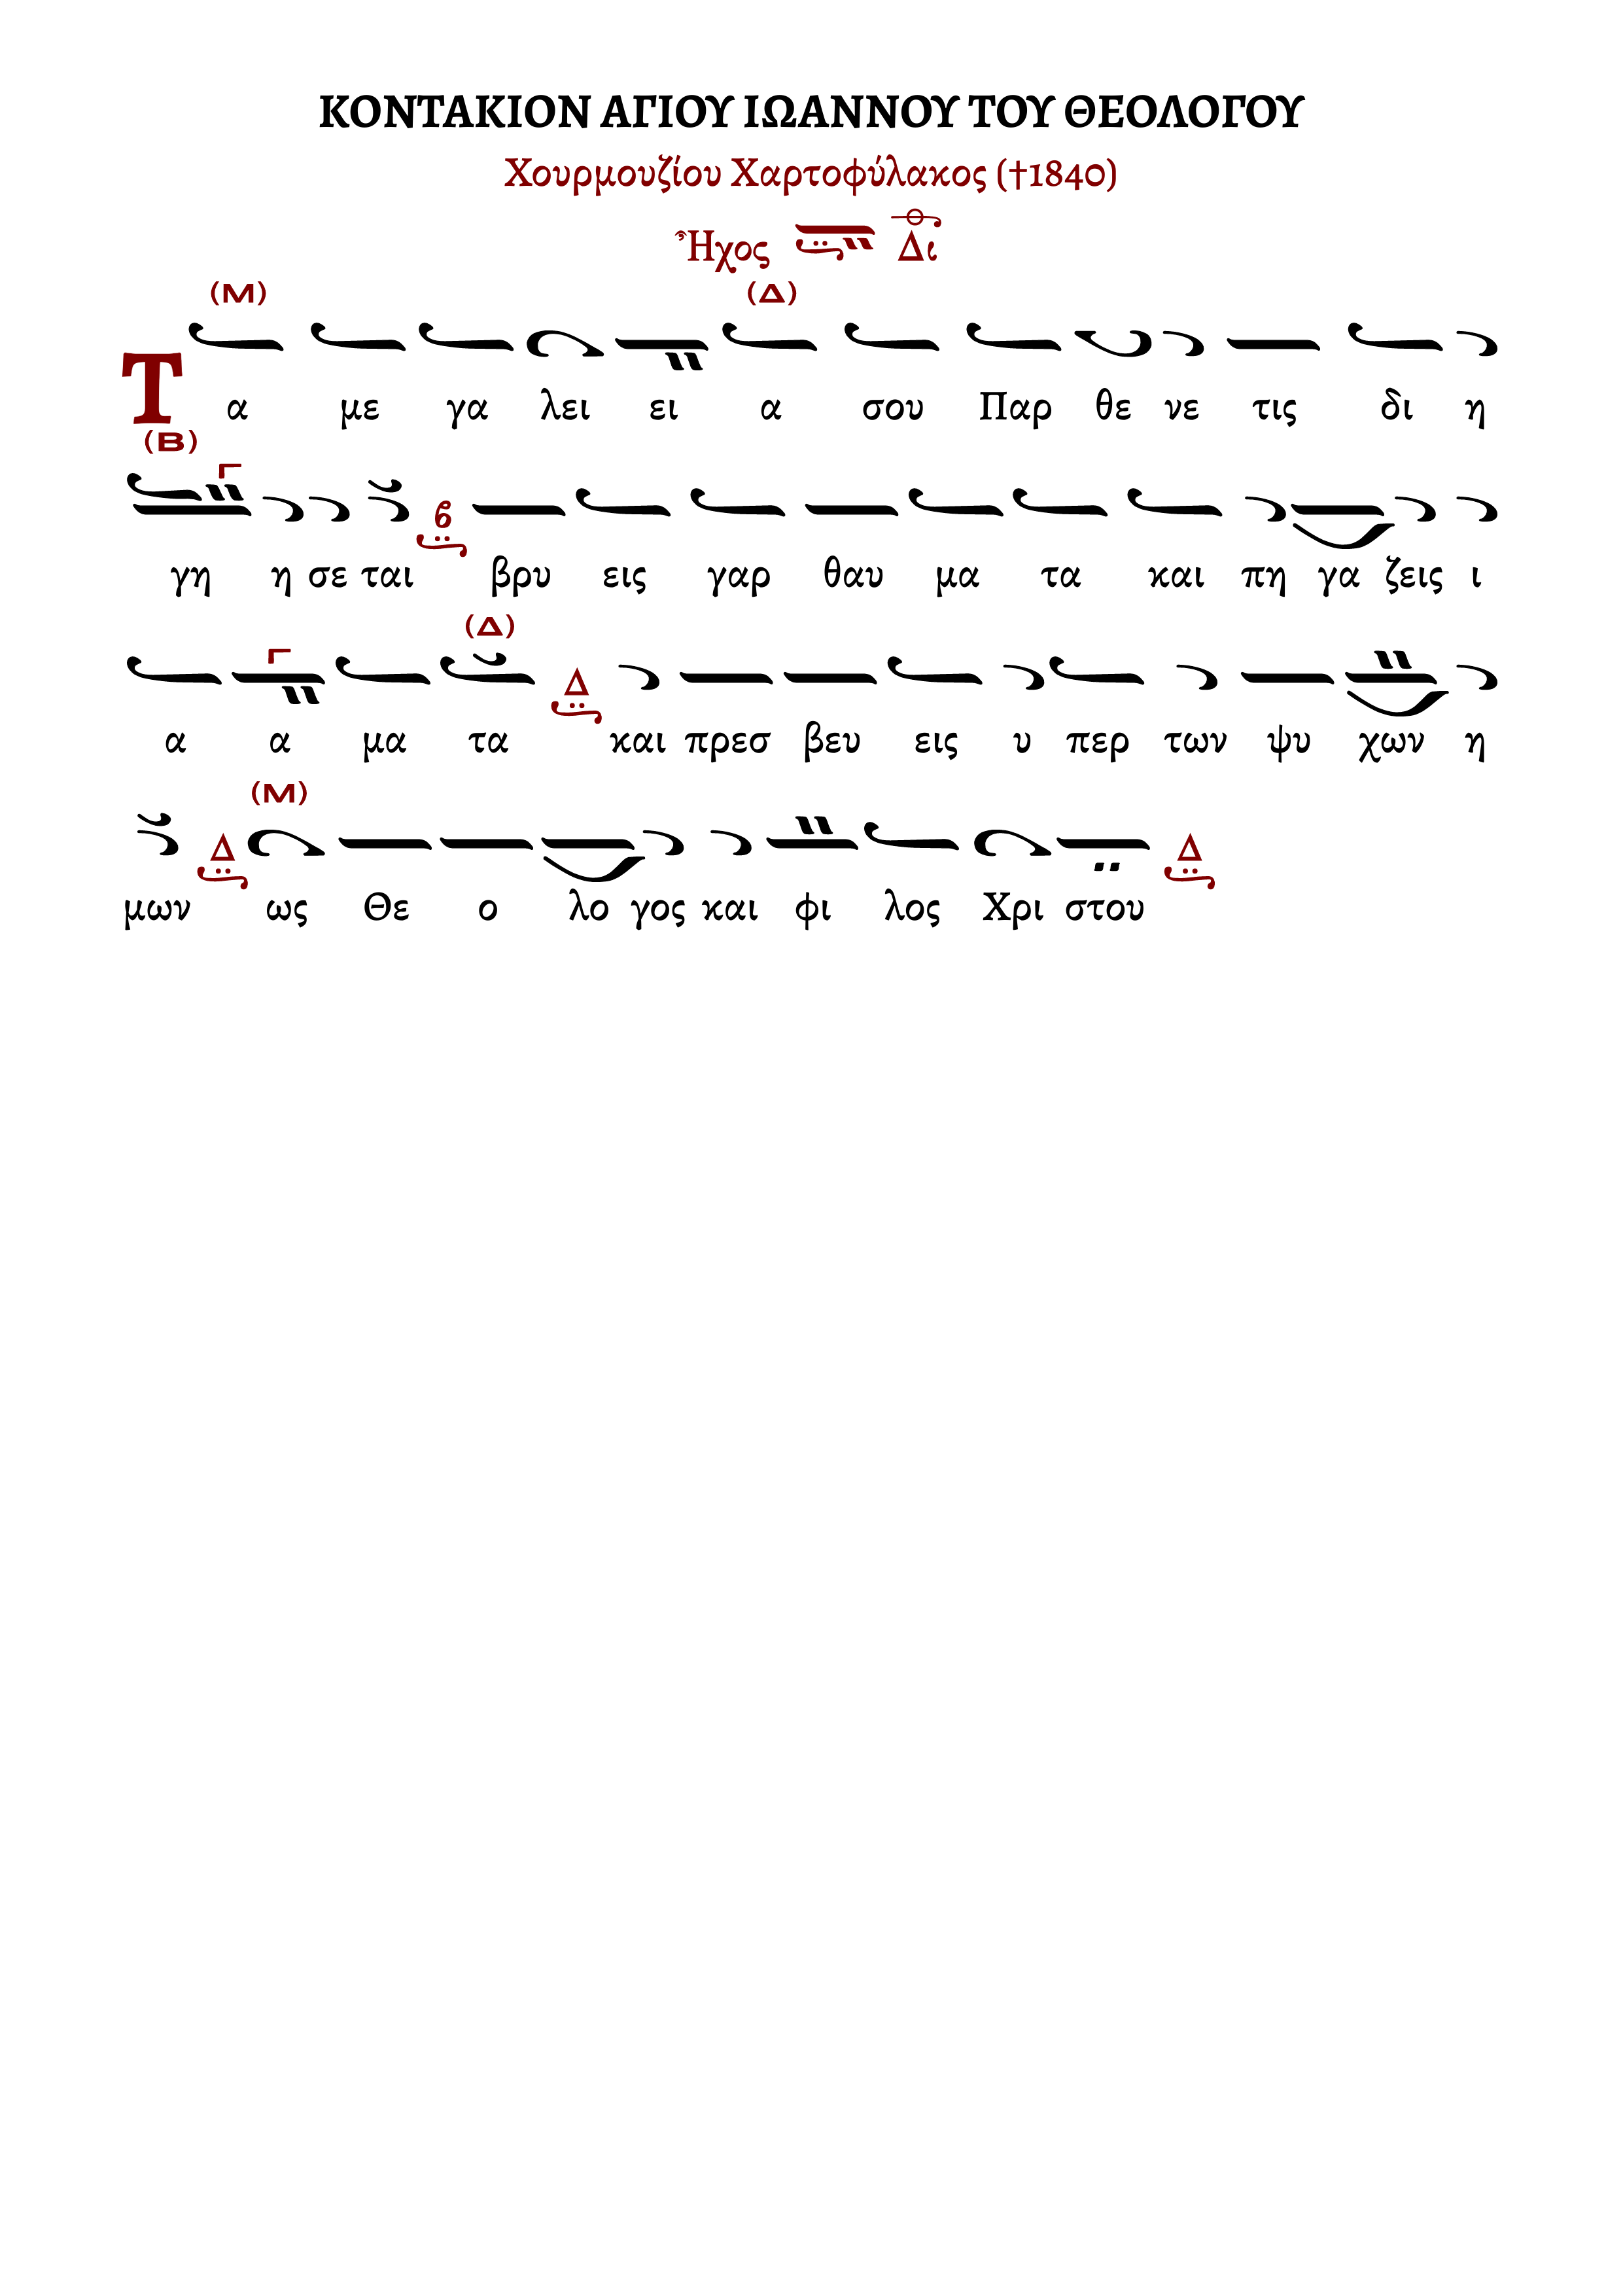 ΚΟΝΤΑΚΙΟΝ ΑΓΙΟΥ ΙΩΑΝΝΟΥ ΤΟΥ ΘΕΟΛΟΓΟΥ
Χουρμουζίου Χαρτοφύλακος (†1840)
Ἦχος Δι
(Μ) (Δ)
Τ α με γα λει ει α σου Παρ θε νε τις δι η
(Β) Γ
γη η σε ται β βρυ εις γαρ θαυ μα τα και πη γα ζεις ι
Γ (Δ)
α α μα τα Δ και πρεσ βευ εις υ περ των ψυ χων η
(Μ)
μων Δ ως Θε ο λο γος και φι λος Χρι στου Δ